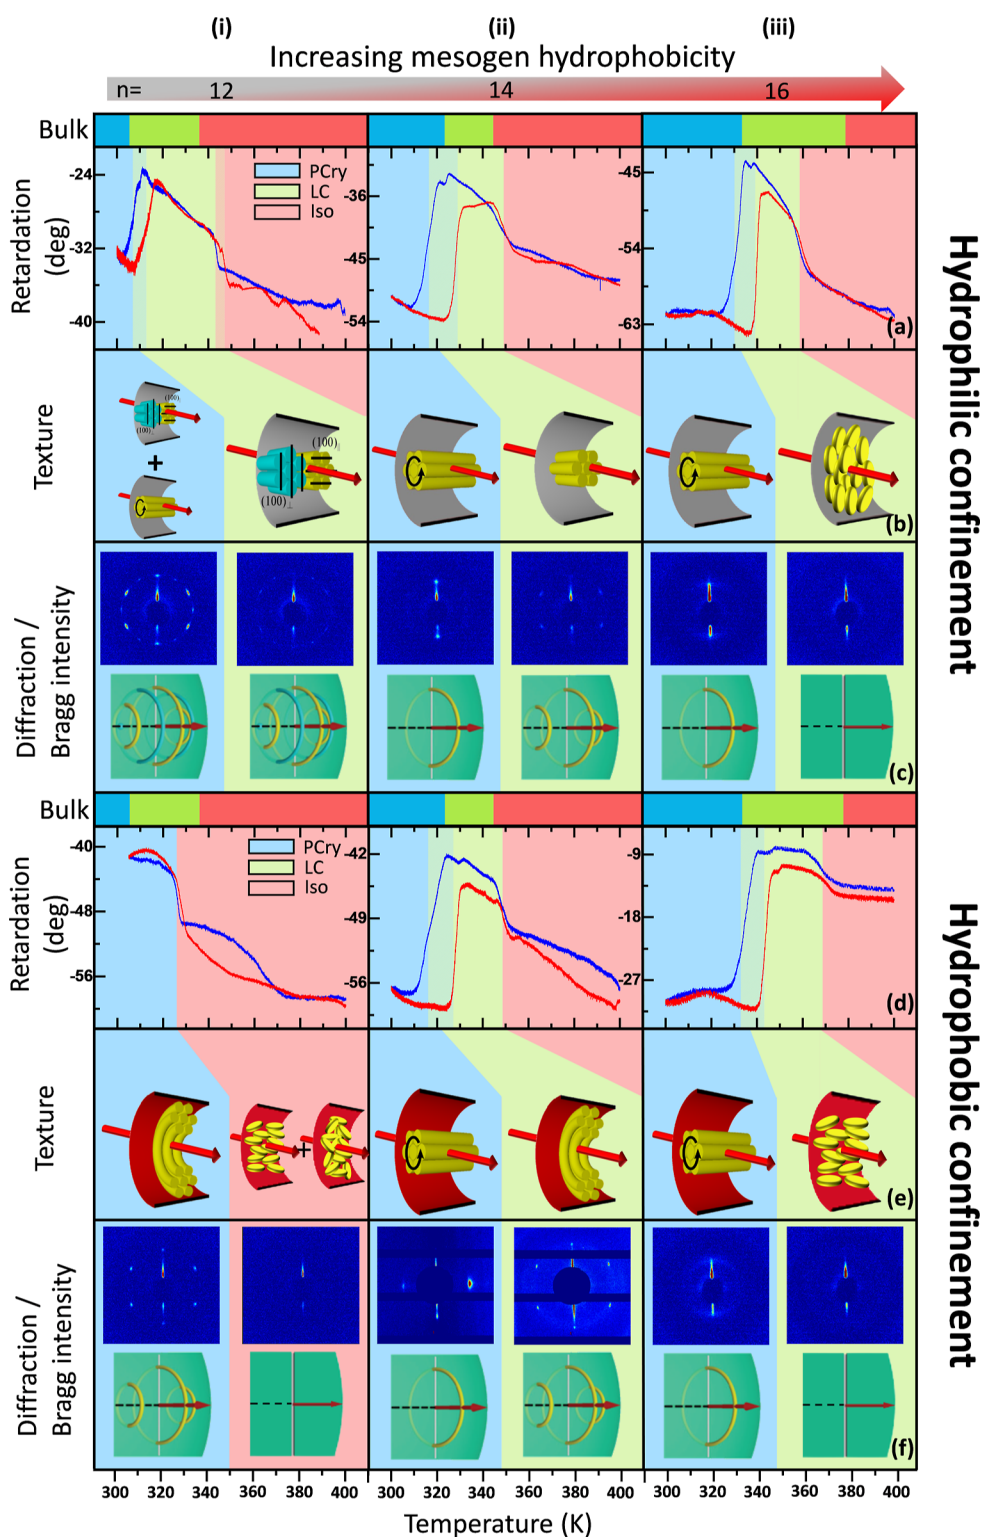 (i) (ii) (iii)
Increasing mesogen hydrophobicity
n= 12 14 16
Bulk
PCry
LC
Iso
Retardation
(deg)
-24
-32
-40
-36
-45
-54
-45
-54
-63
(a)
Hydrophilic confinement
Texture
(100)
(100)
+
(100)
(100)⊥
(b)
Diffraction /
Bragg intensity
(c)
Bulk
PCry
LC
Iso
Retardation
(deg)
-40
-48
-56
-42
-49
-56
-9
-18
-27
(d)
Hydrophobic confinement
Texture
+
(e)
Diffraction /
Bragg intensity
(f)
300 320 340 360 380 400 300 320 340 360 380 400 300 320 340 360 380 400
Temperature (K)